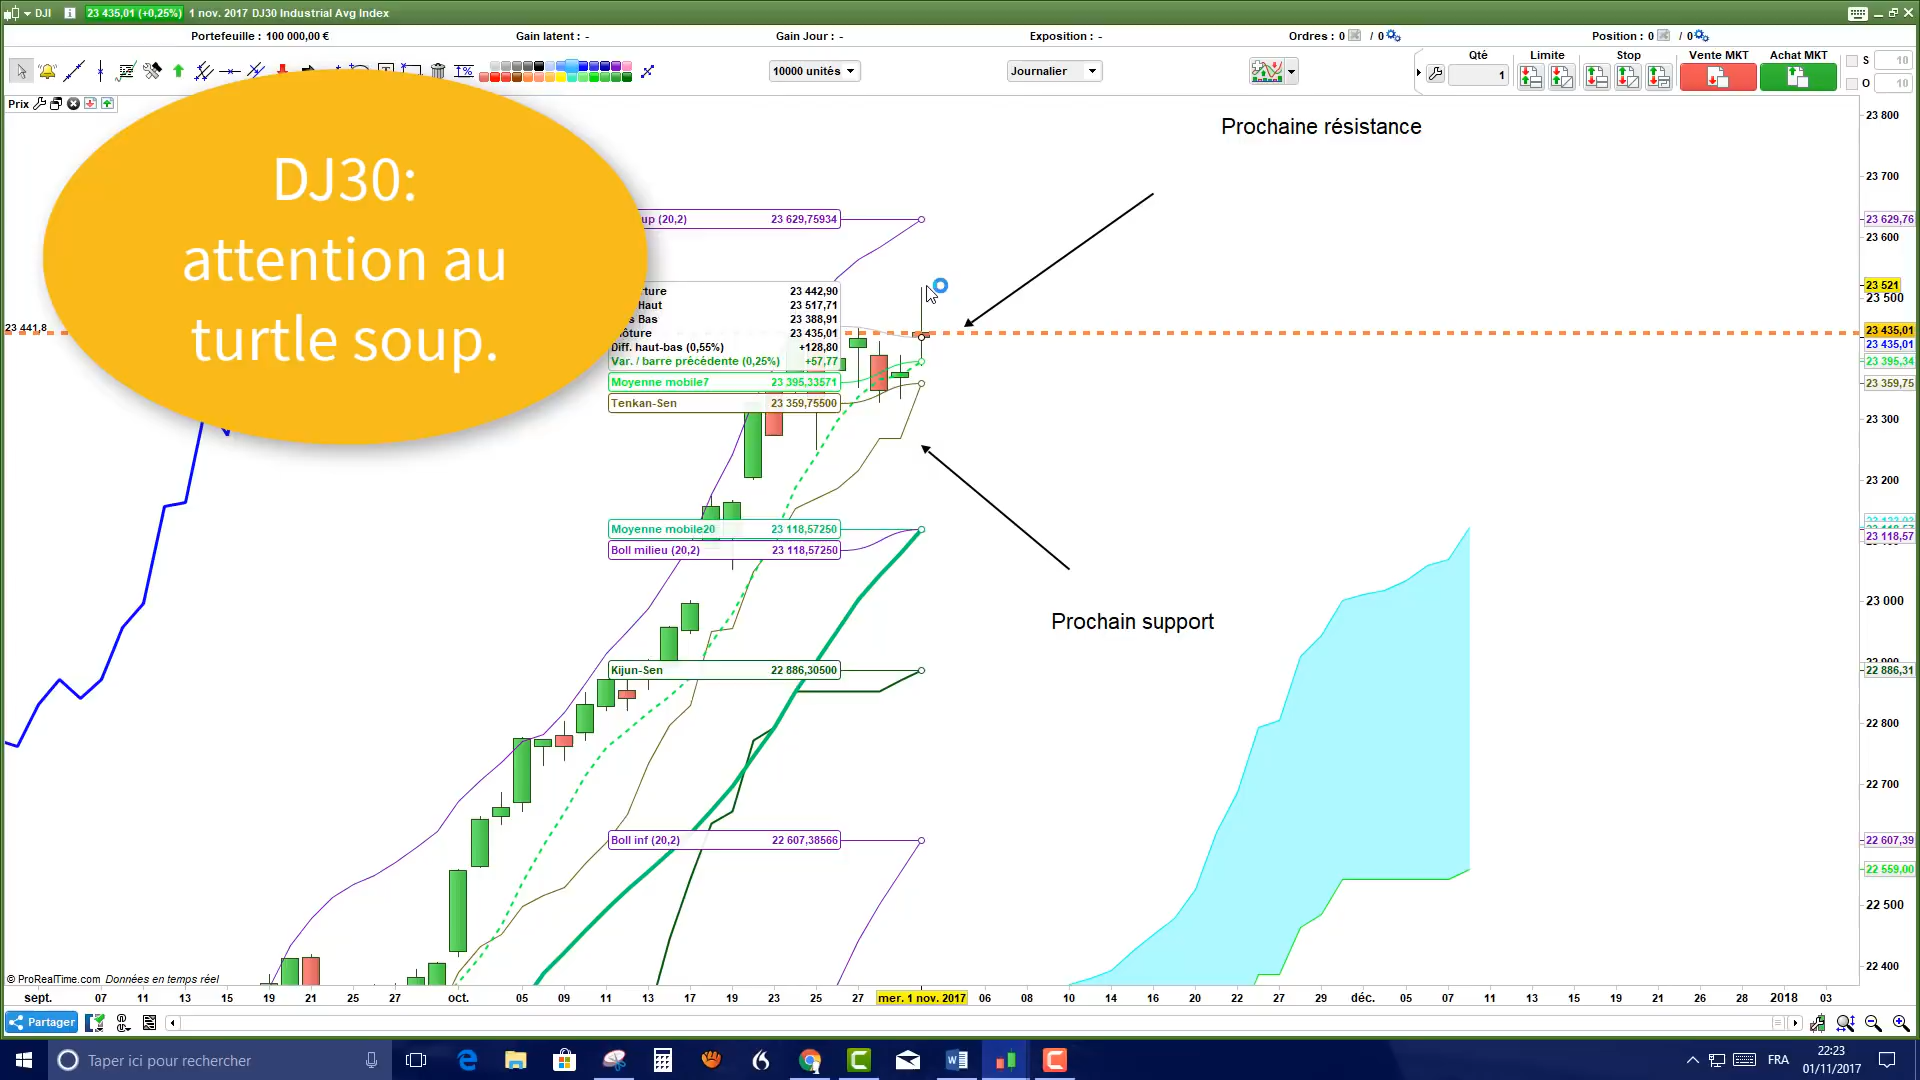 DJI
23 435,01 (+0,25%)
1 nov. 2017 DJ30 Industrial Avg Index
Portefeuille : 100 000,00 €
Gain latent : -
Gain Jour : -
Exposition : -
Ordres : 0 / 0
Position : 0 / 0
10000 unités
Journalier
Qté
1
Limite
Stop
Vente MKT
Achat MKT
S 10
O 10
Prix
DJ30:
attention au
turtle soup.
Prochaine résistance
up (20,2) 23 629,75934
ture 23 442,90
Haut 23 517,71
s Bas 23 388,91
ôture 23 435,01
Diff. haut-bas (0,55%) +128,80
Var. / barre précédente (0,25%) +57,77
Moyenne mobile7 23 395,33571
Tenkan-Sen 23 359,75500
23 441,8
Moyenne mobile20 23 118,57250
Boll milieu (20,2) 23 118,57250
Prochain support
Kijun-Sen 22 886,30500
Boll inf (20,2) 22 607,38566
23 800
23 700
23 629,76
23 600
23 521
23 500
23 435,01
23 435,01
23 395,34
23 359,75
23 300
23 200
23 118,57
23 000
22 886,31
22 800
22 700
22 607,39
22 559,00
22 500
22 400
© ProRealTime.com Données en temps réel
sept. 07 11 13 15 19 21 25 27 oct. 05 09 11 13 17 19 23 25 27 mer. 1 nov. 2017 06 08 10 14 16 20 22 27 29 déc. 05 07 11 13 15 19 21 26 28 2018 03
Partager
Taper ici pour rechercher
FRA
22:23
01/11/2017